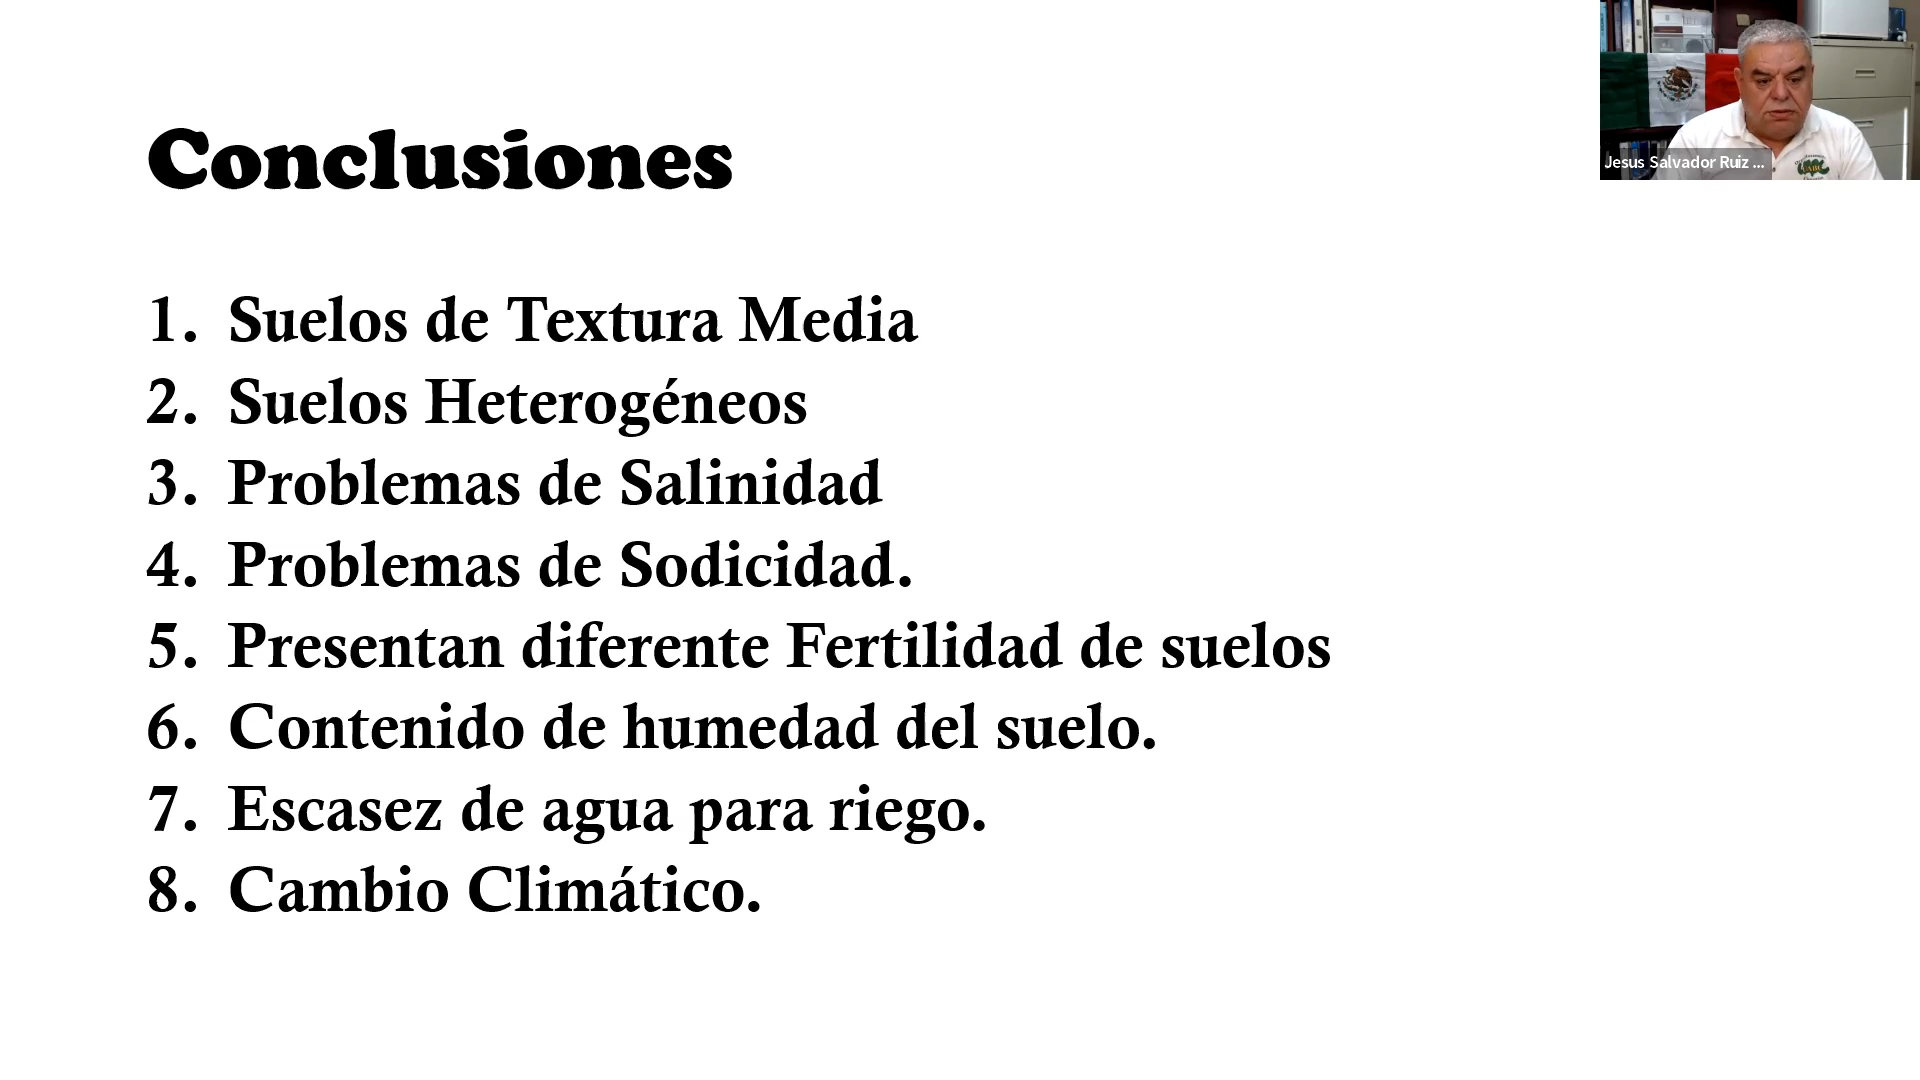 Conclusiones
1. Suelos de Textura Media
2. Suelos Heterogéneos
3. Problemas de Salinidad
4. Problemas de Sodicidad.
5. Presentan diferente Fertilidad de suelos
6. Contenido de humedad del suelo.
7. Escasez de agua para riego.
8. Cambio Climático.
Jesus Salvador Ruiz ...